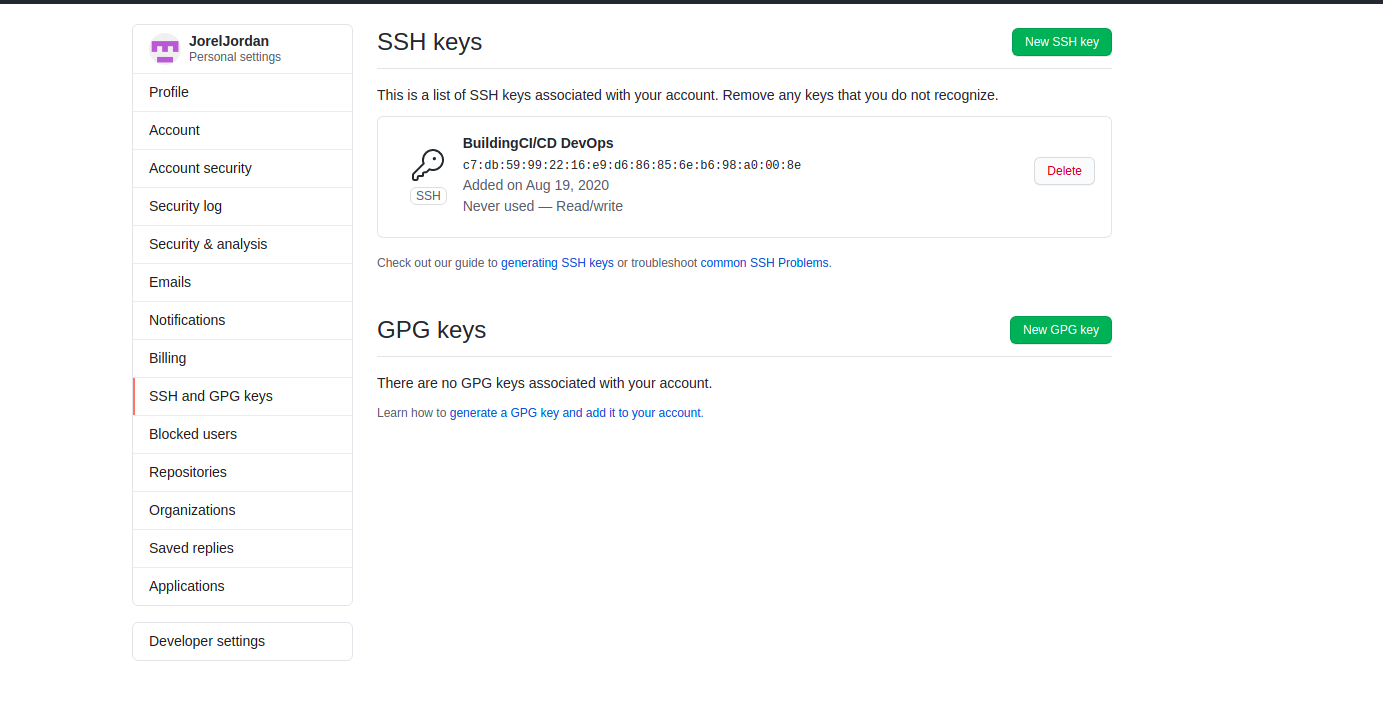 JorelJordan
Personal settings
Profile
Account
Account security
Security log
Security & analysis
Emails
Notifications
Billing
SSH and GPG keys
Blocked users
Repositories
Organizations
Saved replies
Applications
Developer settings
SSH keys
New SSH key
This is a list of SSH keys associated with your account. Remove any keys that you do not recognize.
BuildingCI/CD DevOps
c7:db:59:99:22:16:e9:d6:86:85:6e:b6:98:a0:00:8e
Added on Aug 19, 2020
Never used — Read/write
SSH
Delete
Check out our guide to generating SSH keys or troubleshoot common SSH Problems.
GPG keys
New GPG key
There are no GPG keys associated with your account.
Learn how to generate a GPG key and add it to your account.